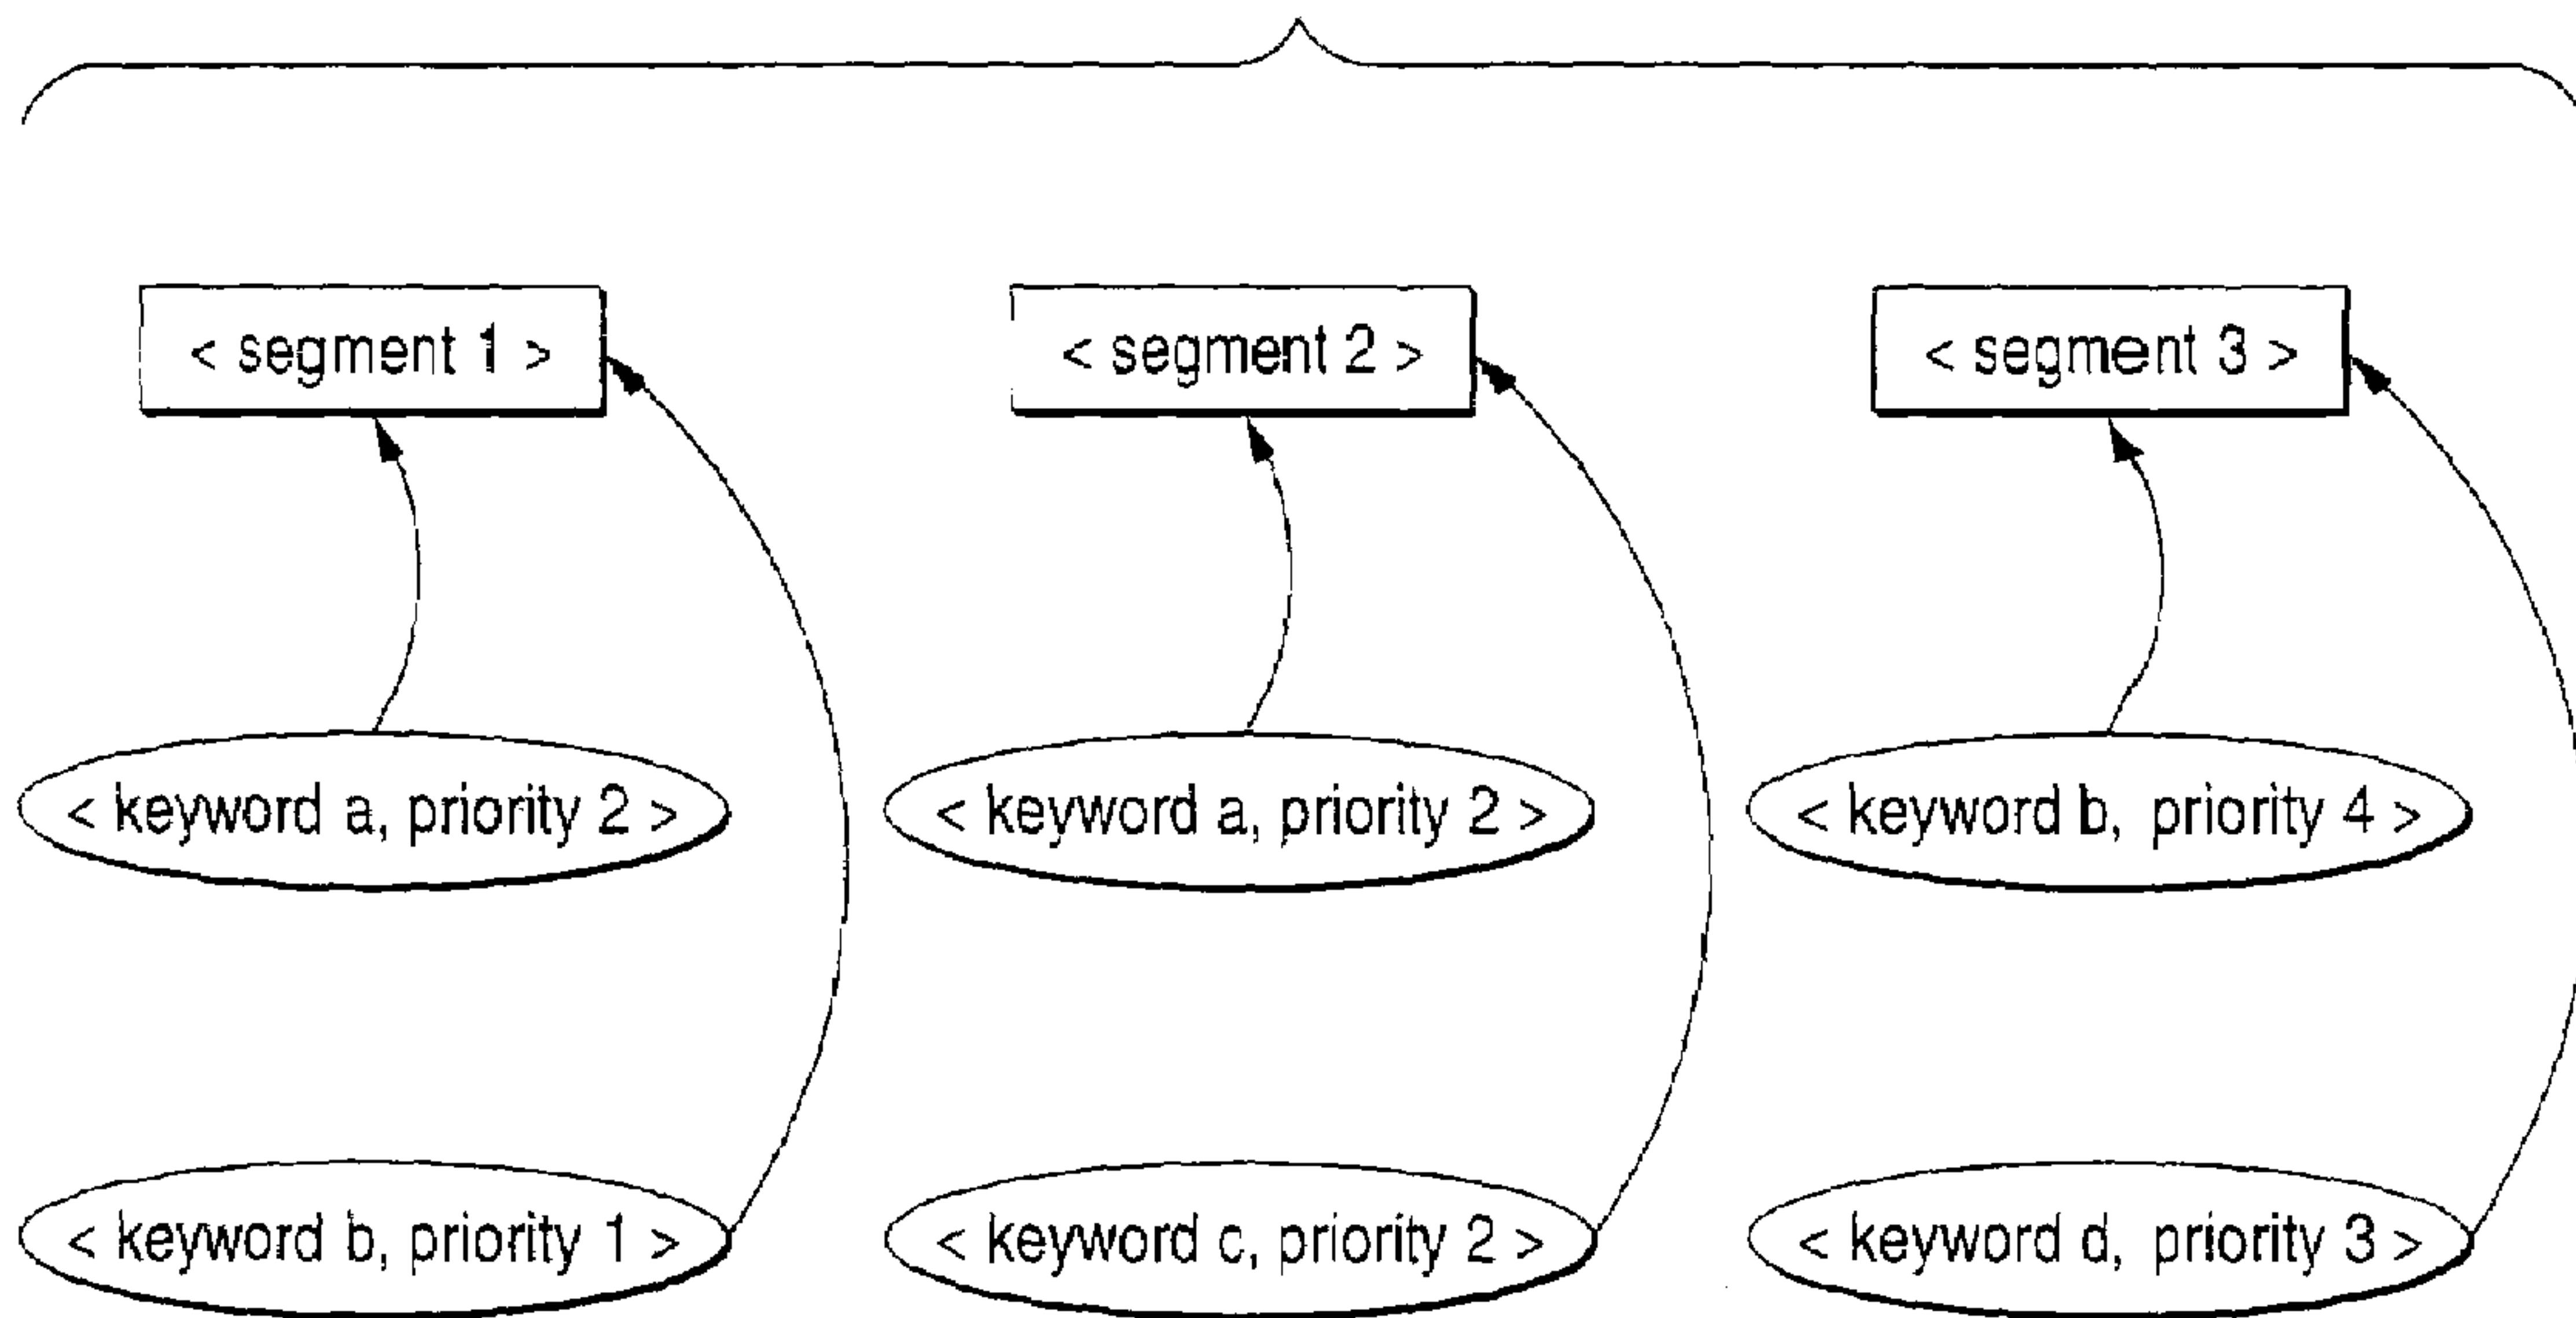 < segment 1 >
< segment 2 >
< segment 3 >
< keyword a, priority 2 >
< keyword a, priority 2 >
< keyword b, priority 4 >
< keyword b, priority 1 >
< keyword c, priority 2 >
< keyword d, priority 3 >